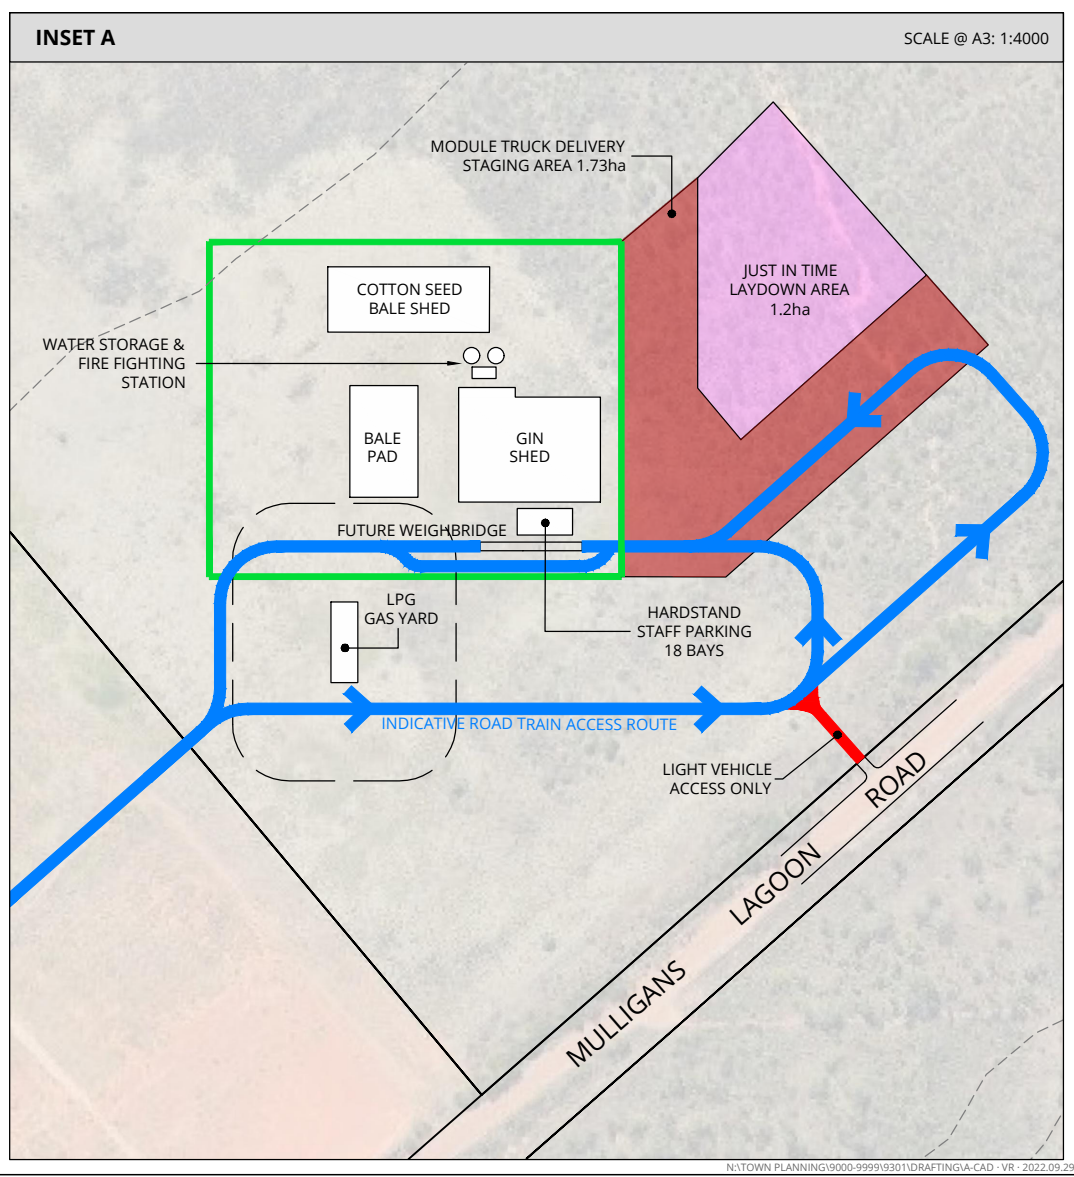 INSET A
SCALE @ A3: 1:4000
MODULE TRUCK DELIVERY
STAGING AREA 1.73ha
JUST IN TIME
LAYDOWN AREA
1.2ha
COTTON SEED
BALE SHED
WATER STORAGE &
FIRE FIGHTING
STATION
BALE
PAD
GIN
SHED
FUTURE WEIGHBRIDGE
LPG
GAS YARD
HARDSTAND
STAFF PARKING
18 BAYS
INDICATIVE ROAD TRAIN ACCESS ROUTE
LIGHT VEHICLE
ACCESS ONLY
MULLIGANS LAGOON ROAD
N:\TOWN PLANNING\9000-9999\9301\DRAFTING\A-CAD · VR · 2022.09.29